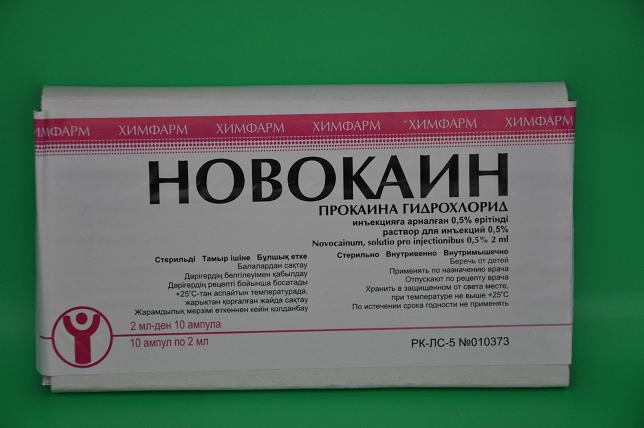 ИМФАРМ ХИМФАРМ ХИМФАРМ ХИМФАРМ ХИМФАРМ ХИМФАРМ
НОВОКАИН
ПРОКАИНА ГИДРОХЛОРИД
инъекцияға арналған 0,5% ерітінді
раствор для инъекций 0,5%
Novocainum, solutio pro injectionibus 0,5% 2 ml
Стерильді Тамыр ішіне Бұлшық етке
Балалардан сақтау
Дәрігердің белгілеуімен қабылдау
Дәрігердің рецепті бойынша босатады
+25°С-тан аспайтын температурада,
жарықтан қорғалған жайда сақтау
Жарамдылық мерзімі өткеннен кейін қолданбау
Стерильно Внутривенно Внутримышечно
Беречь от детей
Применять по назначению врача
Отпускают по рецепту врача
Хранить в защищенном от света месте,
при температуре не выше +25°С
По истечении срока годности не применять
2 мл-ден 10 ампула
10 ампул по 2 мл
РК-ЛС-5 №010373